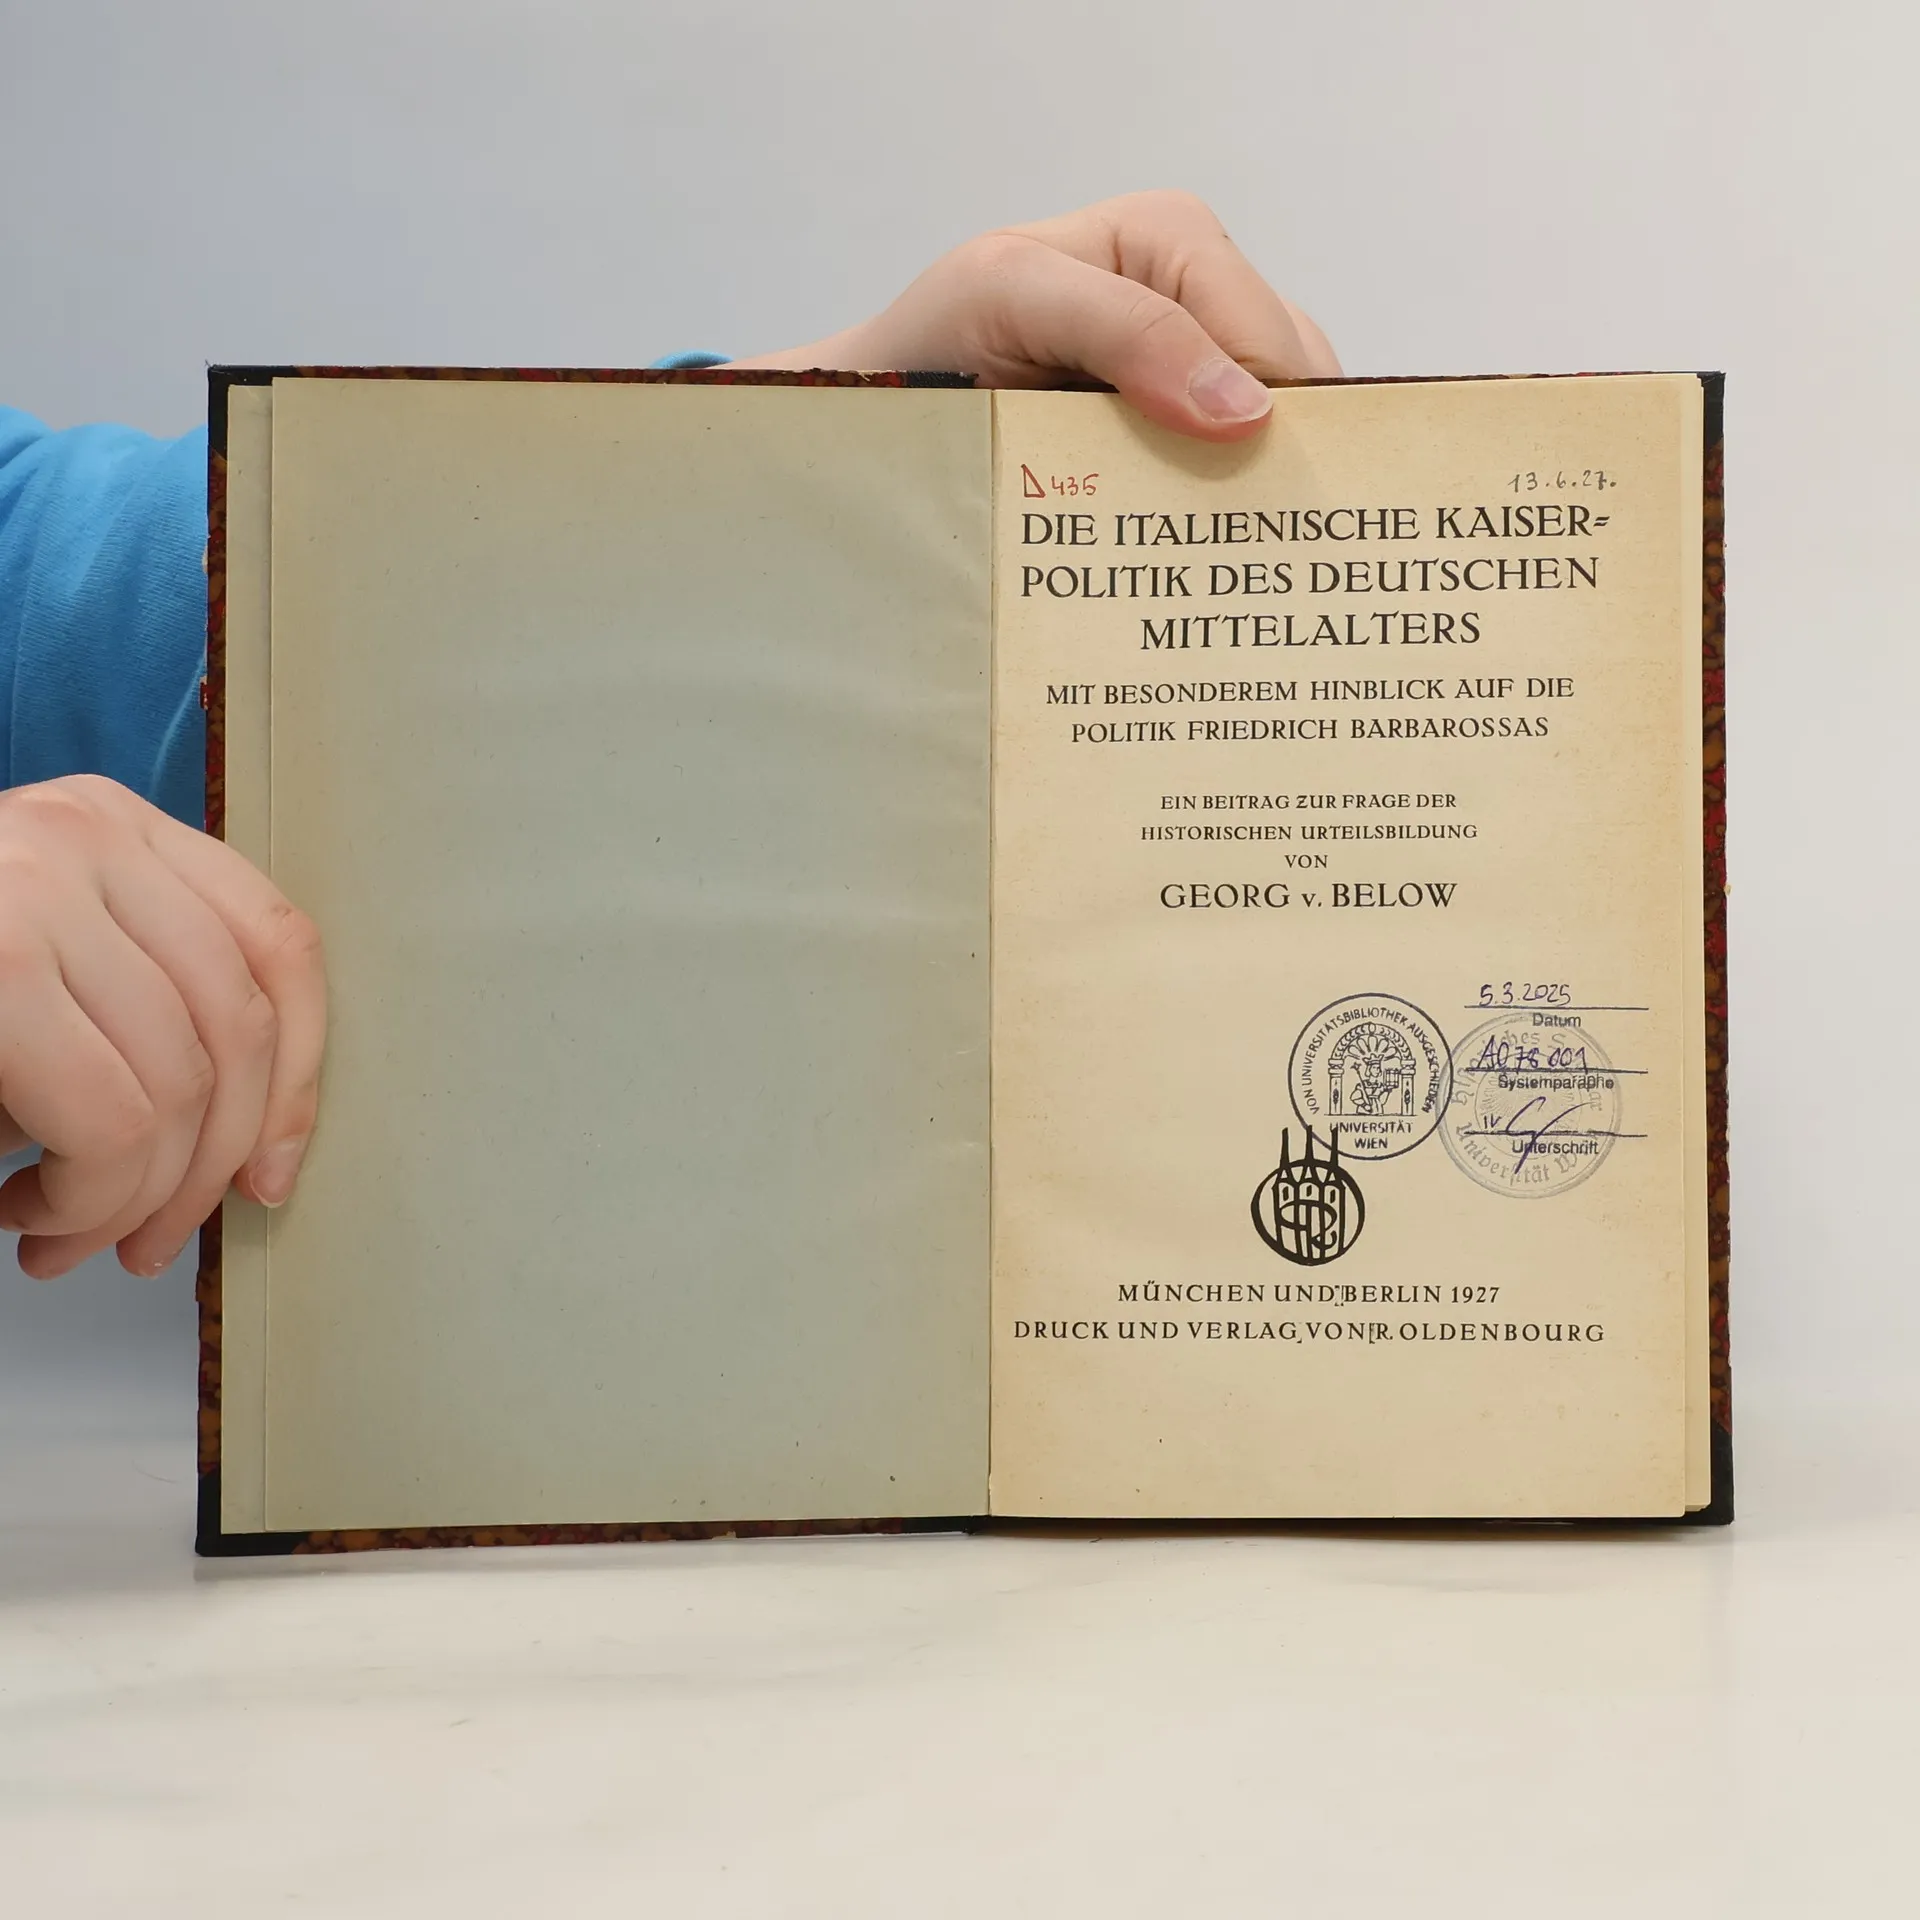 D 435
13.6.27.
DIE ITALIENISCHE KAISER=
POLITIK DES DEUTSCHEN
MITTELALTERS
MIT BESONDEREM HINBLICK AUF DIE
POLITIK FRIEDRICH BARBAROSSAS
EIN BEITRAG ZUR FRAGE DER
HISTORISCHEN URTEILSBILDUNG
VON
GEORG v. BELOW
VON UNIVERSITÄTSBIBLIOTHEK AUSGESCHIEDEN
UNIVERSITÄT
WIEN
5.3.2025
Datum
Systemparaphe
Unterschrift
Universität
MÜNCHEN UND BERLIN 1927
DRUCK UND VERLAG VON R. OLDENBOURG